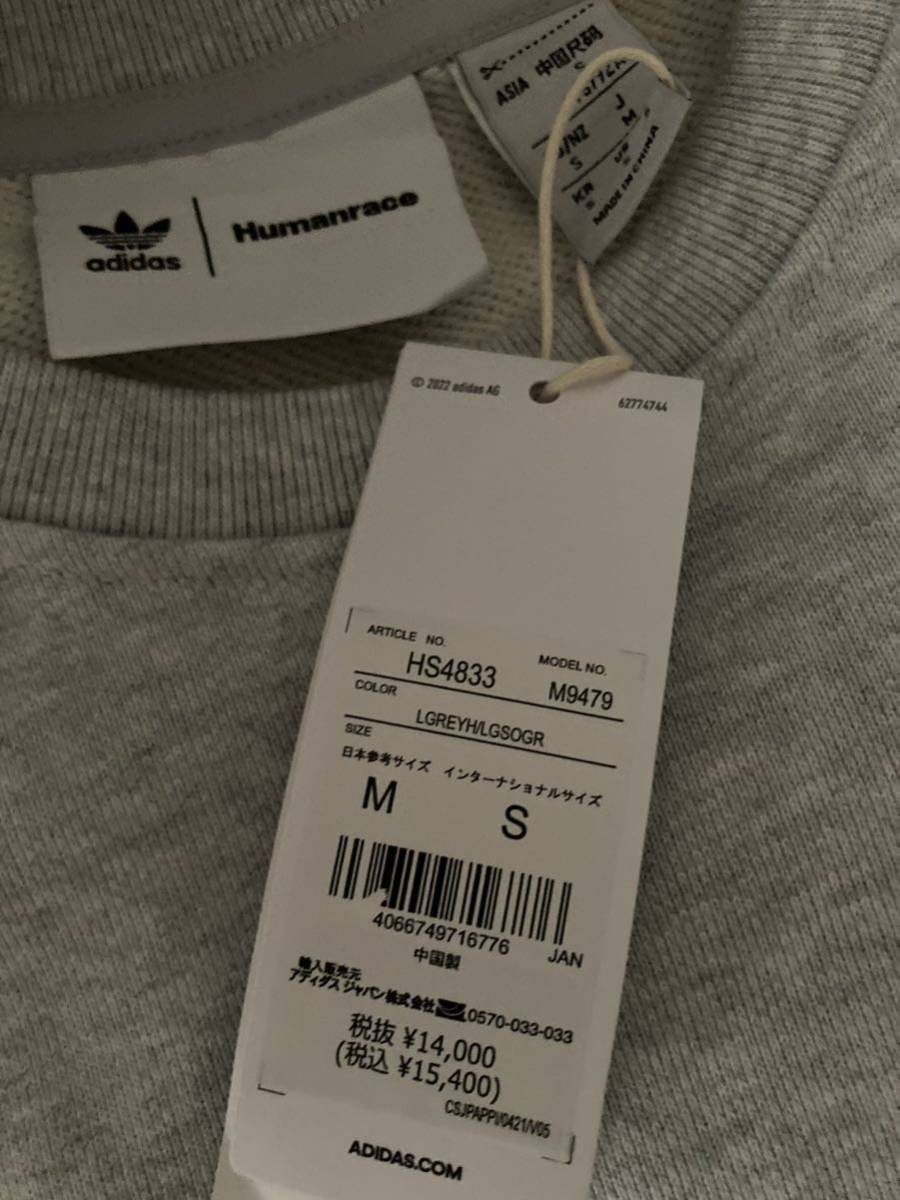 adidas
Humanrace
ASIA 中国尺码
S
J
M
/NZ
S
US
KR
S
MADE IN CHINA
© 2022 adidas AG
62774744
ARTICLE NO.
MODEL NO.
HS4833
M9479
COLOR
LGREYH/LGSOGR
SIZE
日本参考サイズ インターナショナルサイズ
M
S
4066749716776
JAN
中国製
輸入販売元
アディダス ジャパン株式会社 0570-033-033
税抜 ¥14,000
(税込 ¥15,400)
CSJPAPPI/0421/V05
ADIDAS.COM